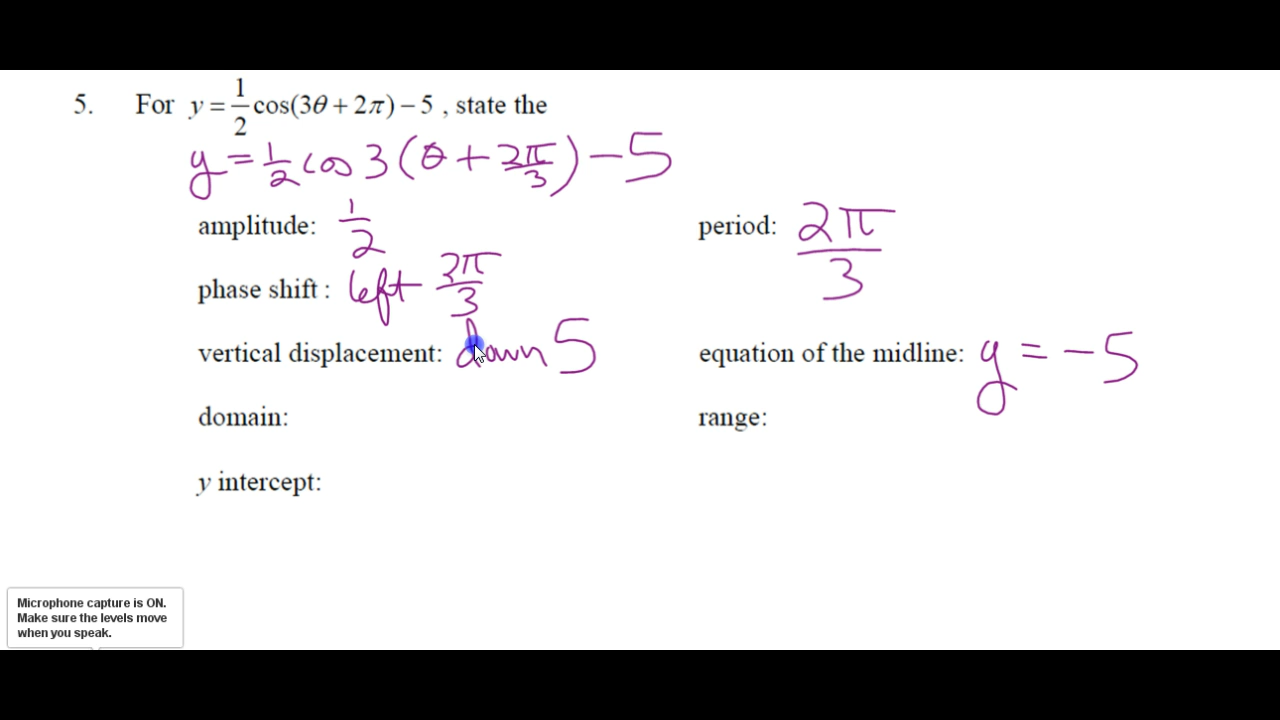 5. For y = 1/2 cos(3θ + 2π) − 5 , state the
y = 1/2 cos 3(θ + 2π/3) − 5
amplitude: 1/2 period: 2π/3
phase shift : left 2π/3
vertical displacement: down 5 equation of the midline: y = −5
domain: range:
y intercept:
Microphone capture is ON.
Make sure the levels move
when you speak.